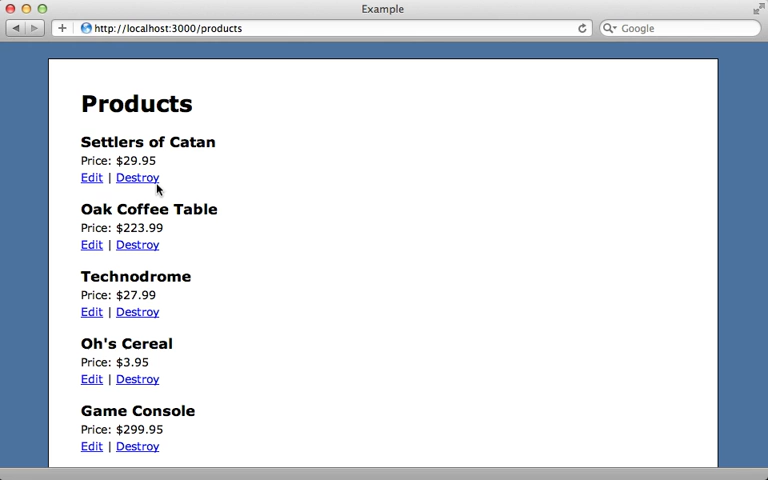 Example
http://localhost:3000/products
Google
Products
Settlers of Catan
Price: $29.95
Edit | Destroy
Oak Coffee Table
Price: $223.99
Edit | Destroy
Technodrome
Price: $27.99
Edit | Destroy
Oh's Cereal
Price: $3.95
Edit | Destroy
Game Console
Price: $299.95
Edit | Destroy